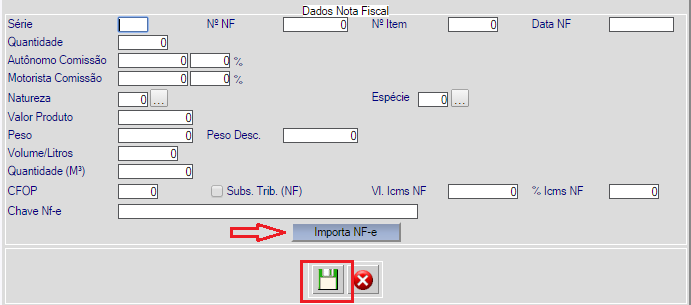 Dados Nota Fiscal
Série Nº NF 0 Nº Item 0 Data NF
Quantidade 0
Autônomo Comissão 0 0 %
Motorista Comissão 0 0 %
Natureza 0 ... Espécie 0 ...
Valor Produto 0
Peso 0 Peso Desc. 0
Volume/Litros 0
Quantidade (M³) 0
CFOP 0 Subs. Trib. (NF) Vl. Icms NF 0 % Icms NF 0
Chave Nf-e
Importa NF-e